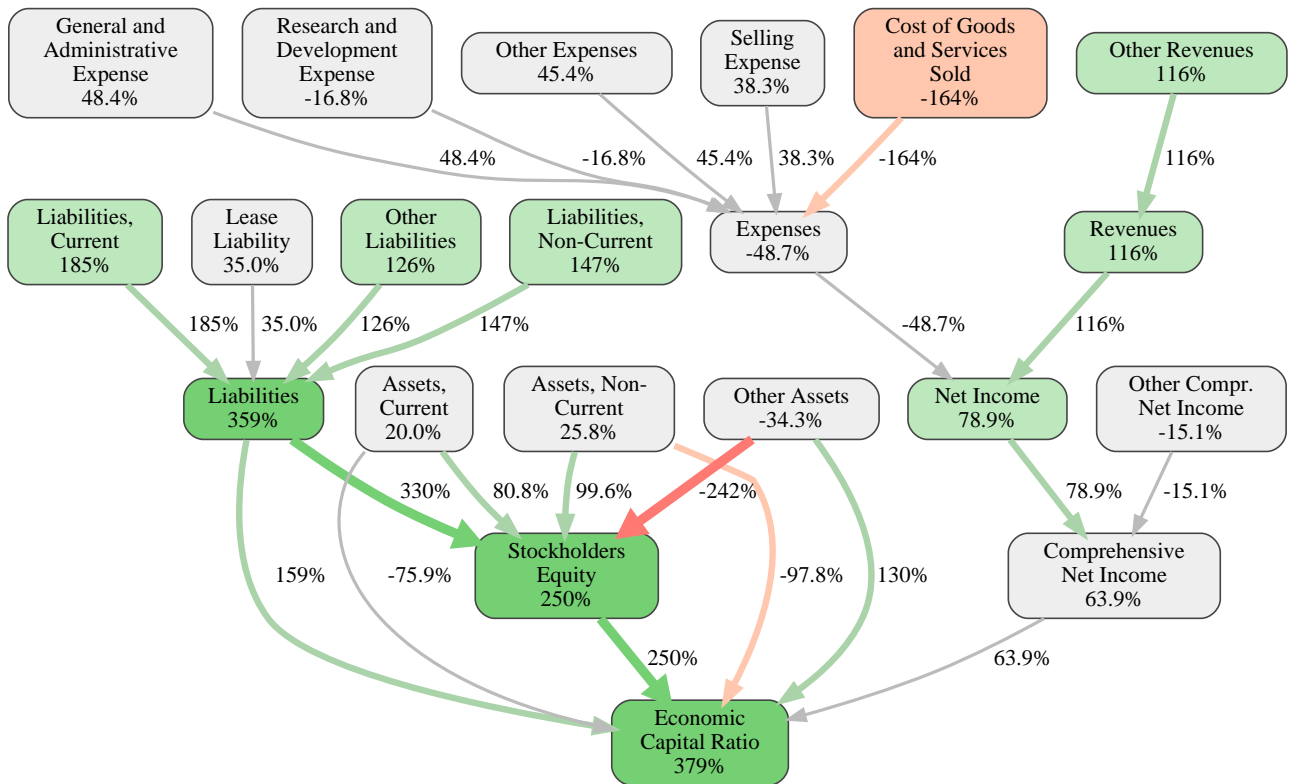 General and
Administrative
Expense
48.4%
Research and
Development
Expense
-16.8%
Other Expenses
45.4%
Selling
Expense
38.3%
Cost of Goods
and Services
Sold
-164%
Other Revenues
116%
48.4%
-16.8%
45.4%
38.3%
-164%
116%
Liabilities,
Current
185%
Lease
Liability
35.0%
Other
Liabilities
126%
Liabilities,
Non-Current
147%
Expenses
-48.7%
Revenues
116%
185%
35.0%
126%
147%
-48.7%
116%
Liabilities
359%
Assets,
Current
20.0%
Assets, Non-
Current
25.8%
Other Assets
-34.3%
Net Income
78.9%
Other Compr.
Net Income
-15.1%
330%
80.8%
99.6%
-242%
78.9%
-15.1%
Stockholders
Equity
250%
Comprehensive
Net Income
63.9%
159%
-75.9%
-97.8%
130%
250%
63.9%
Economic
Capital Ratio
379%